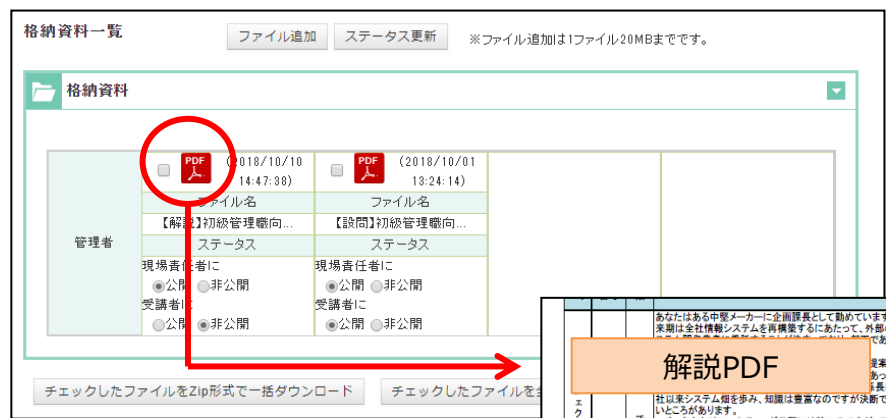 格納資料一覧
ファイル追加
ステータス更新
※ファイル追加は1ファイル20MBまでです。
格納資料
管理者
PDF
(2018/10/10
14:47:38)
PDF
(2018/10/01
13:24:14)
ファイル名
ファイル名
【解説】初級管理職向...
【設問】初級管理職向...
ステータス
ステータス
現場責任者に
現場責任者に
公開 非公開
公開 非公開
受講者に
受講者に
公開 非公開
公開 非公開
あなたはある中堅メーカーに企画課長として勤めています
来期は全社情報システムを再構築するにあたって、外部
解説PDF
社以来システム畑を歩み、知識は豊富なのですが決断で
いところがあります。
チェックしたファイルをZip形式で一括ダウンロード
チェックしたファイルを